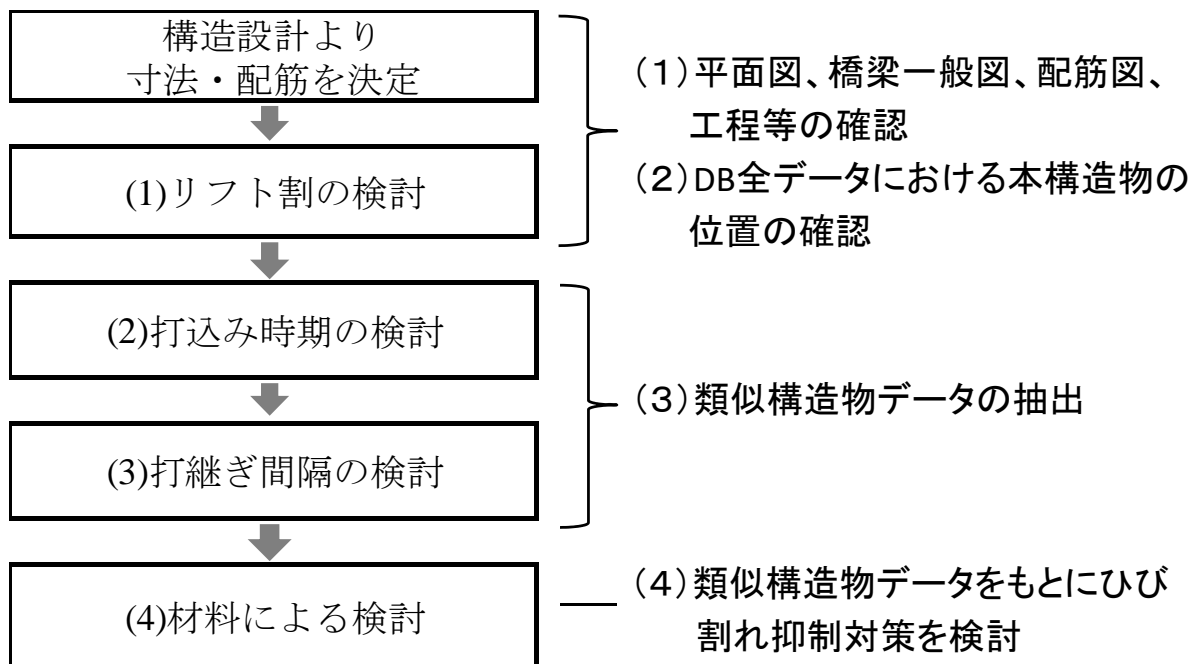 構造設計より
寸法・配筋を決定
(1)リフト割の検討
(2)打込み時期の検討
(3)打継ぎ間隔の検討
(4)材料による検討
（１）平面図、橋梁一般図、配筋図、
工程等の確認
（２）DB全データにおける本構造物の
位置の確認
（３）類似構造物データの抽出
（４）類似構造物データをもとにひび
割れ抑制対策を検討